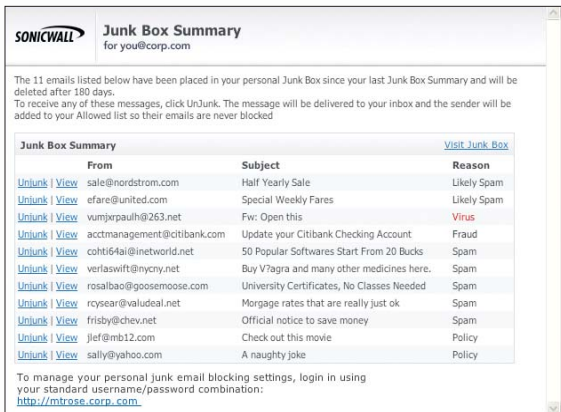 SONICWALL
Junk Box Summary
for you@corp.com
The 11 emails listed below have been placed in your personal Junk Box since your last Junk Box Summary and will be
deleted after 180 days.
To receive any of these messages, click UnJunk. The message will be delivered to your inbox and the sender will be
added to your Allowed list so their emails are never blocked
Junk Box Summary Visit Junk Box
From Subject Reason
Unjunk | View sale@nordstrom.com Half Yearly Sale Likely Spam
Unjunk | View efare@united.com Special Weekly Fares Likely Spam
Unjunk | View vumjxrpaulh@263.net Fw: Open this Virus
Unjunk | View acctmanagement@citibank.com Update your Citibank Checking Account Fraud
Unjunk | View cohti64ai@inetworld.net 50 Popular Softwares Start From 20 Bucks Spam
Unjunk | View verlaswift@nycny.net Buy V?agra and many other medicines here. Spam
Unjunk | View rosalbao@goosemoose.com University Certificates, No Classes Needed Spam
Unjunk | View rcysear@valudeal.net Morgage rates that are really just ok Spam
Unjunk | View frisby@chev.net Official notice to save money Spam
Unjunk | View jlef@mb12.com Check out this movie Policy
Unjunk | View sally@yahoo.com A naughty joke Policy
To manage your personal junk email blocking settings, login in using
your standard username/password combination:
http://mtrose.corp. com